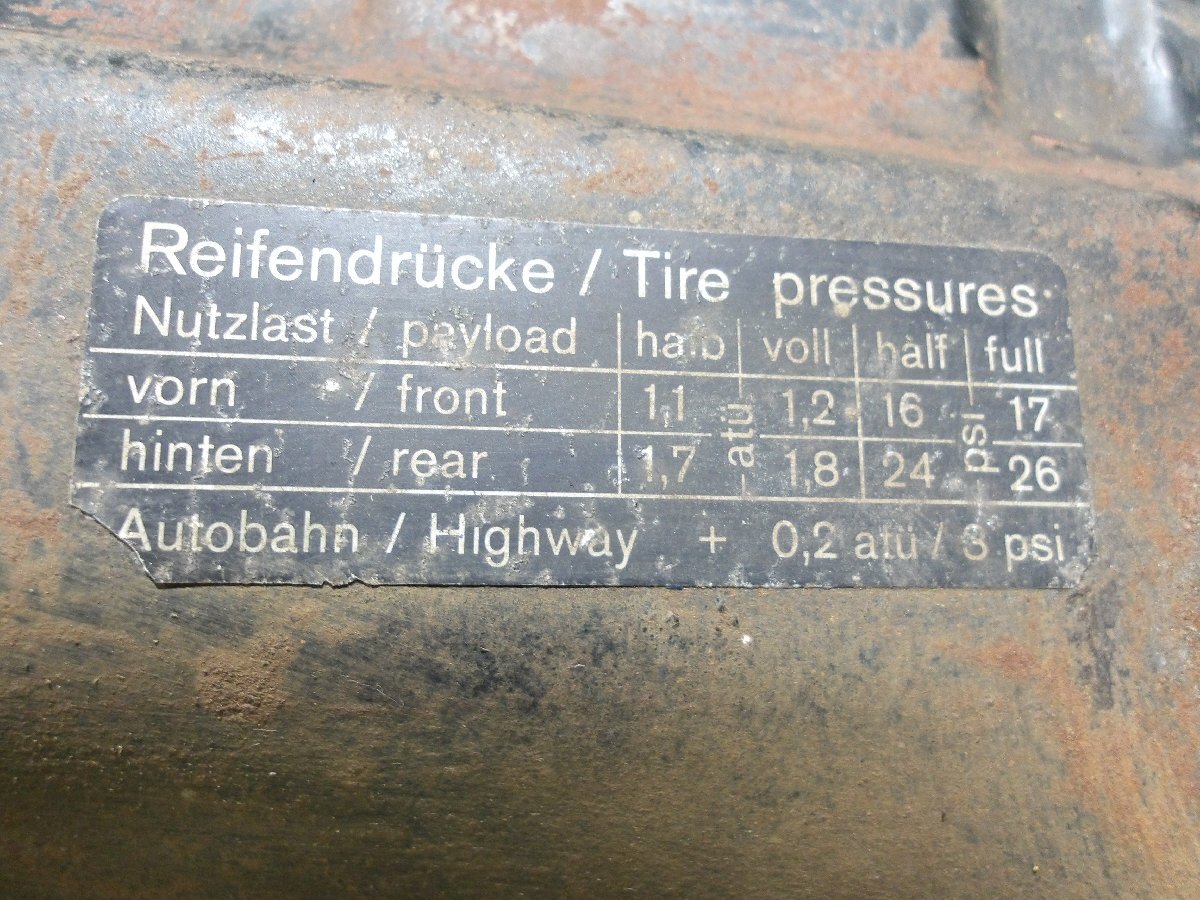 Reifendrücke / Tire pressures
Nutzlast / payload halb voll half full
vorn / front 1,1 atü 1,2 16 psi 17
hinten / rear 1,7 1,8 24 26
Autobahn / Highway + 0,2 atü / 3 psi